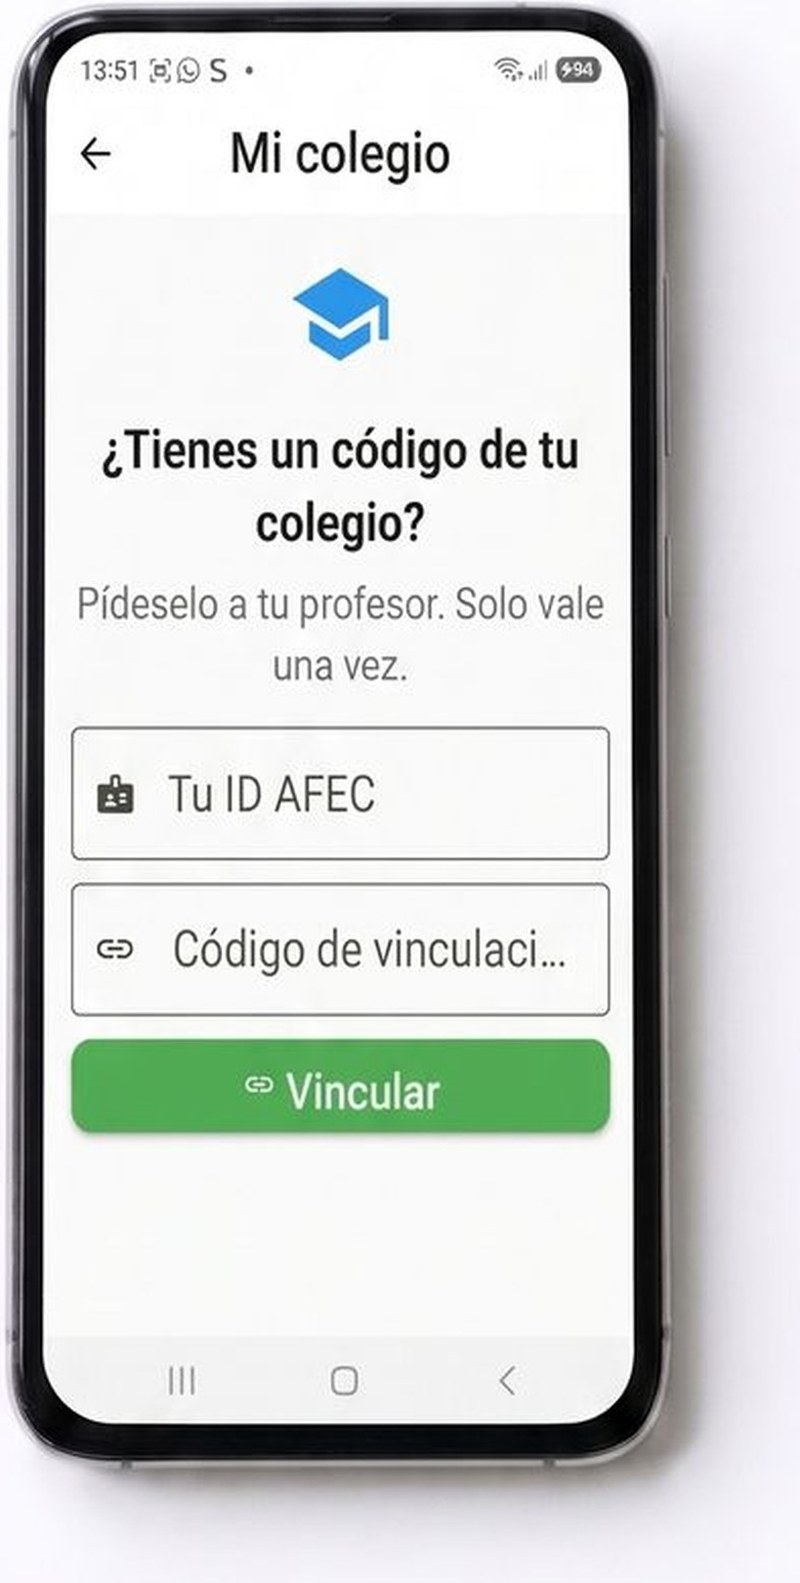 13:51 S •
94
Mi colegio
¿Tienes un código de tu
colegio?
Pídeselo a tu profesor. Solo vale
una vez.
Tu ID AFEC
Código de vinculaci...
Vincular